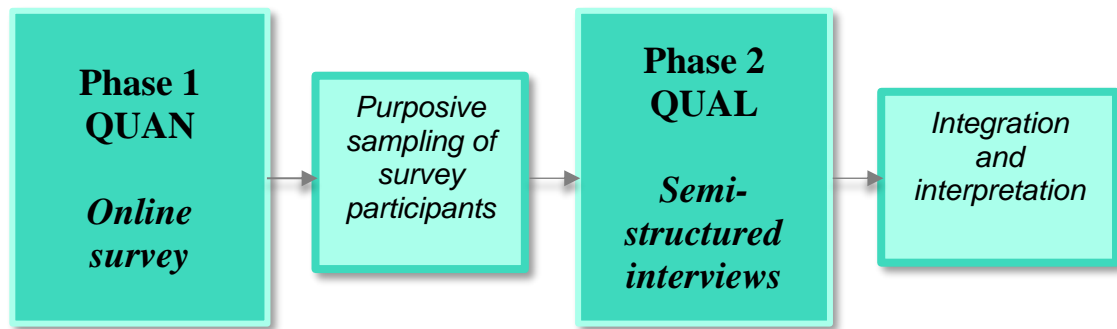 Phase 1
QUAN
Online
survey
Purposive
sampling of
survey
participants
Phase 2
QUAL
Semi-
structured
interviews
Integration
and
interpretation